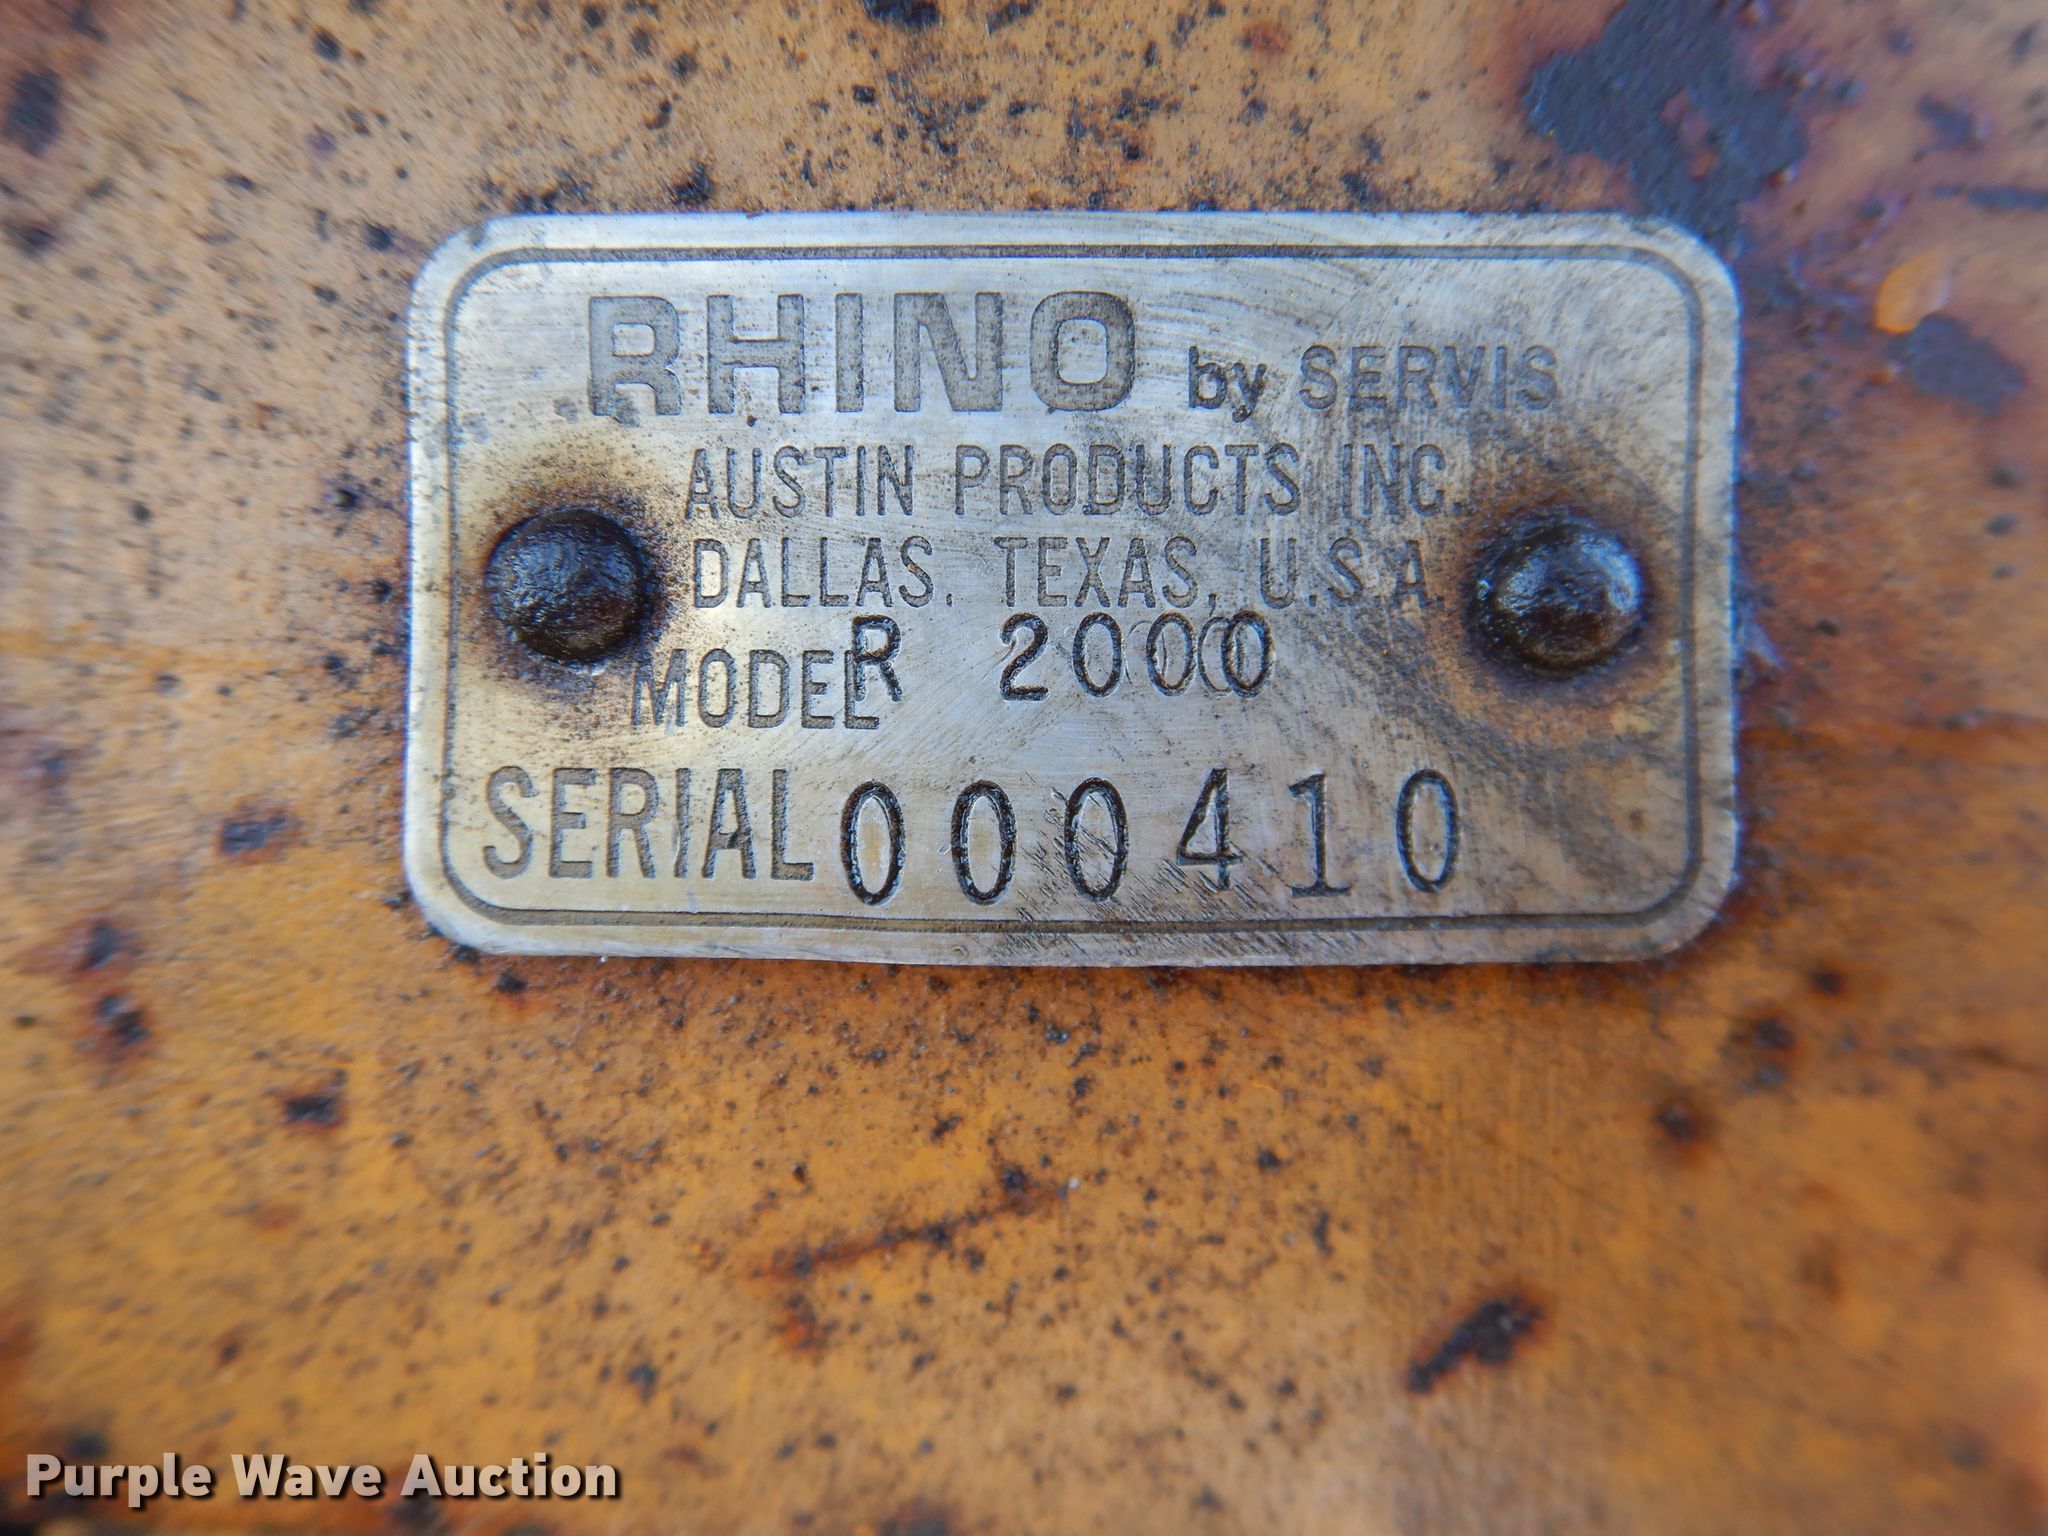 RHINO by SERVIS
AUSTIN PRODUCTS INC.
DALLAS, TEXAS, U.S.A.
MODEL R 2000
SERIAL 000410
Purple Wave Auction